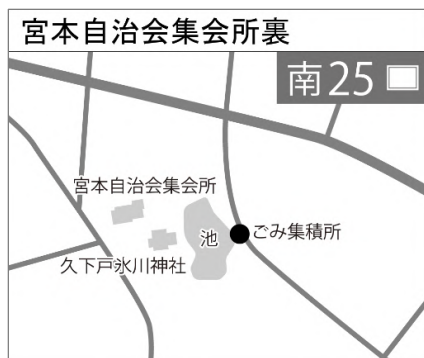 宮本自治会集会所裏
南25
宮本自治会集会所
池
ごみ集積所
久下戸氷川神社